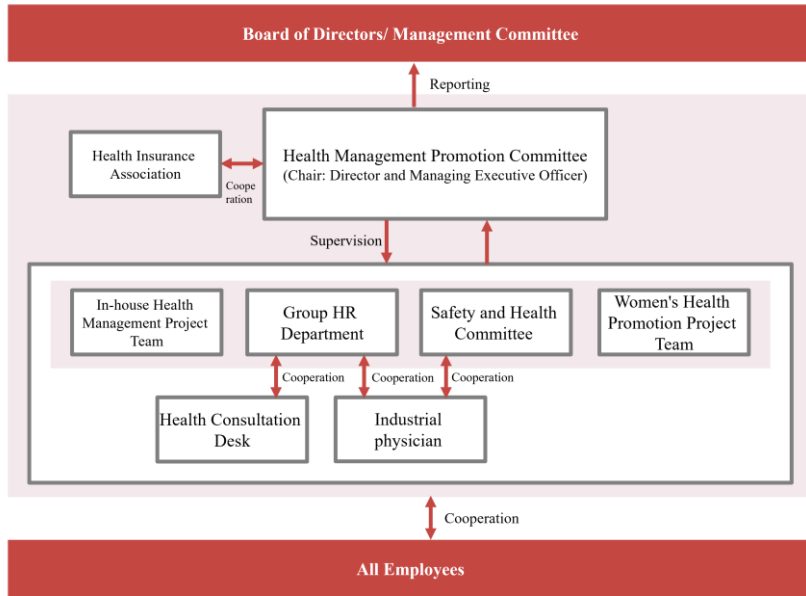 Board of Directors/ Management Committee
Reporting
Health Insurance
Association
Coope
ration
Health Management Promotion Committee
(Chair: Director and Managing Executive Officer)
Supervision
In-house Health
Management Project
Team
Group HR
Department
Safety and Health
Committee
Women's Health
Promotion Project
Team
Cooperation
Cooperation
Cooperation
Health Consultation
Desk
Industrial
physician
Cooperation
All Employees